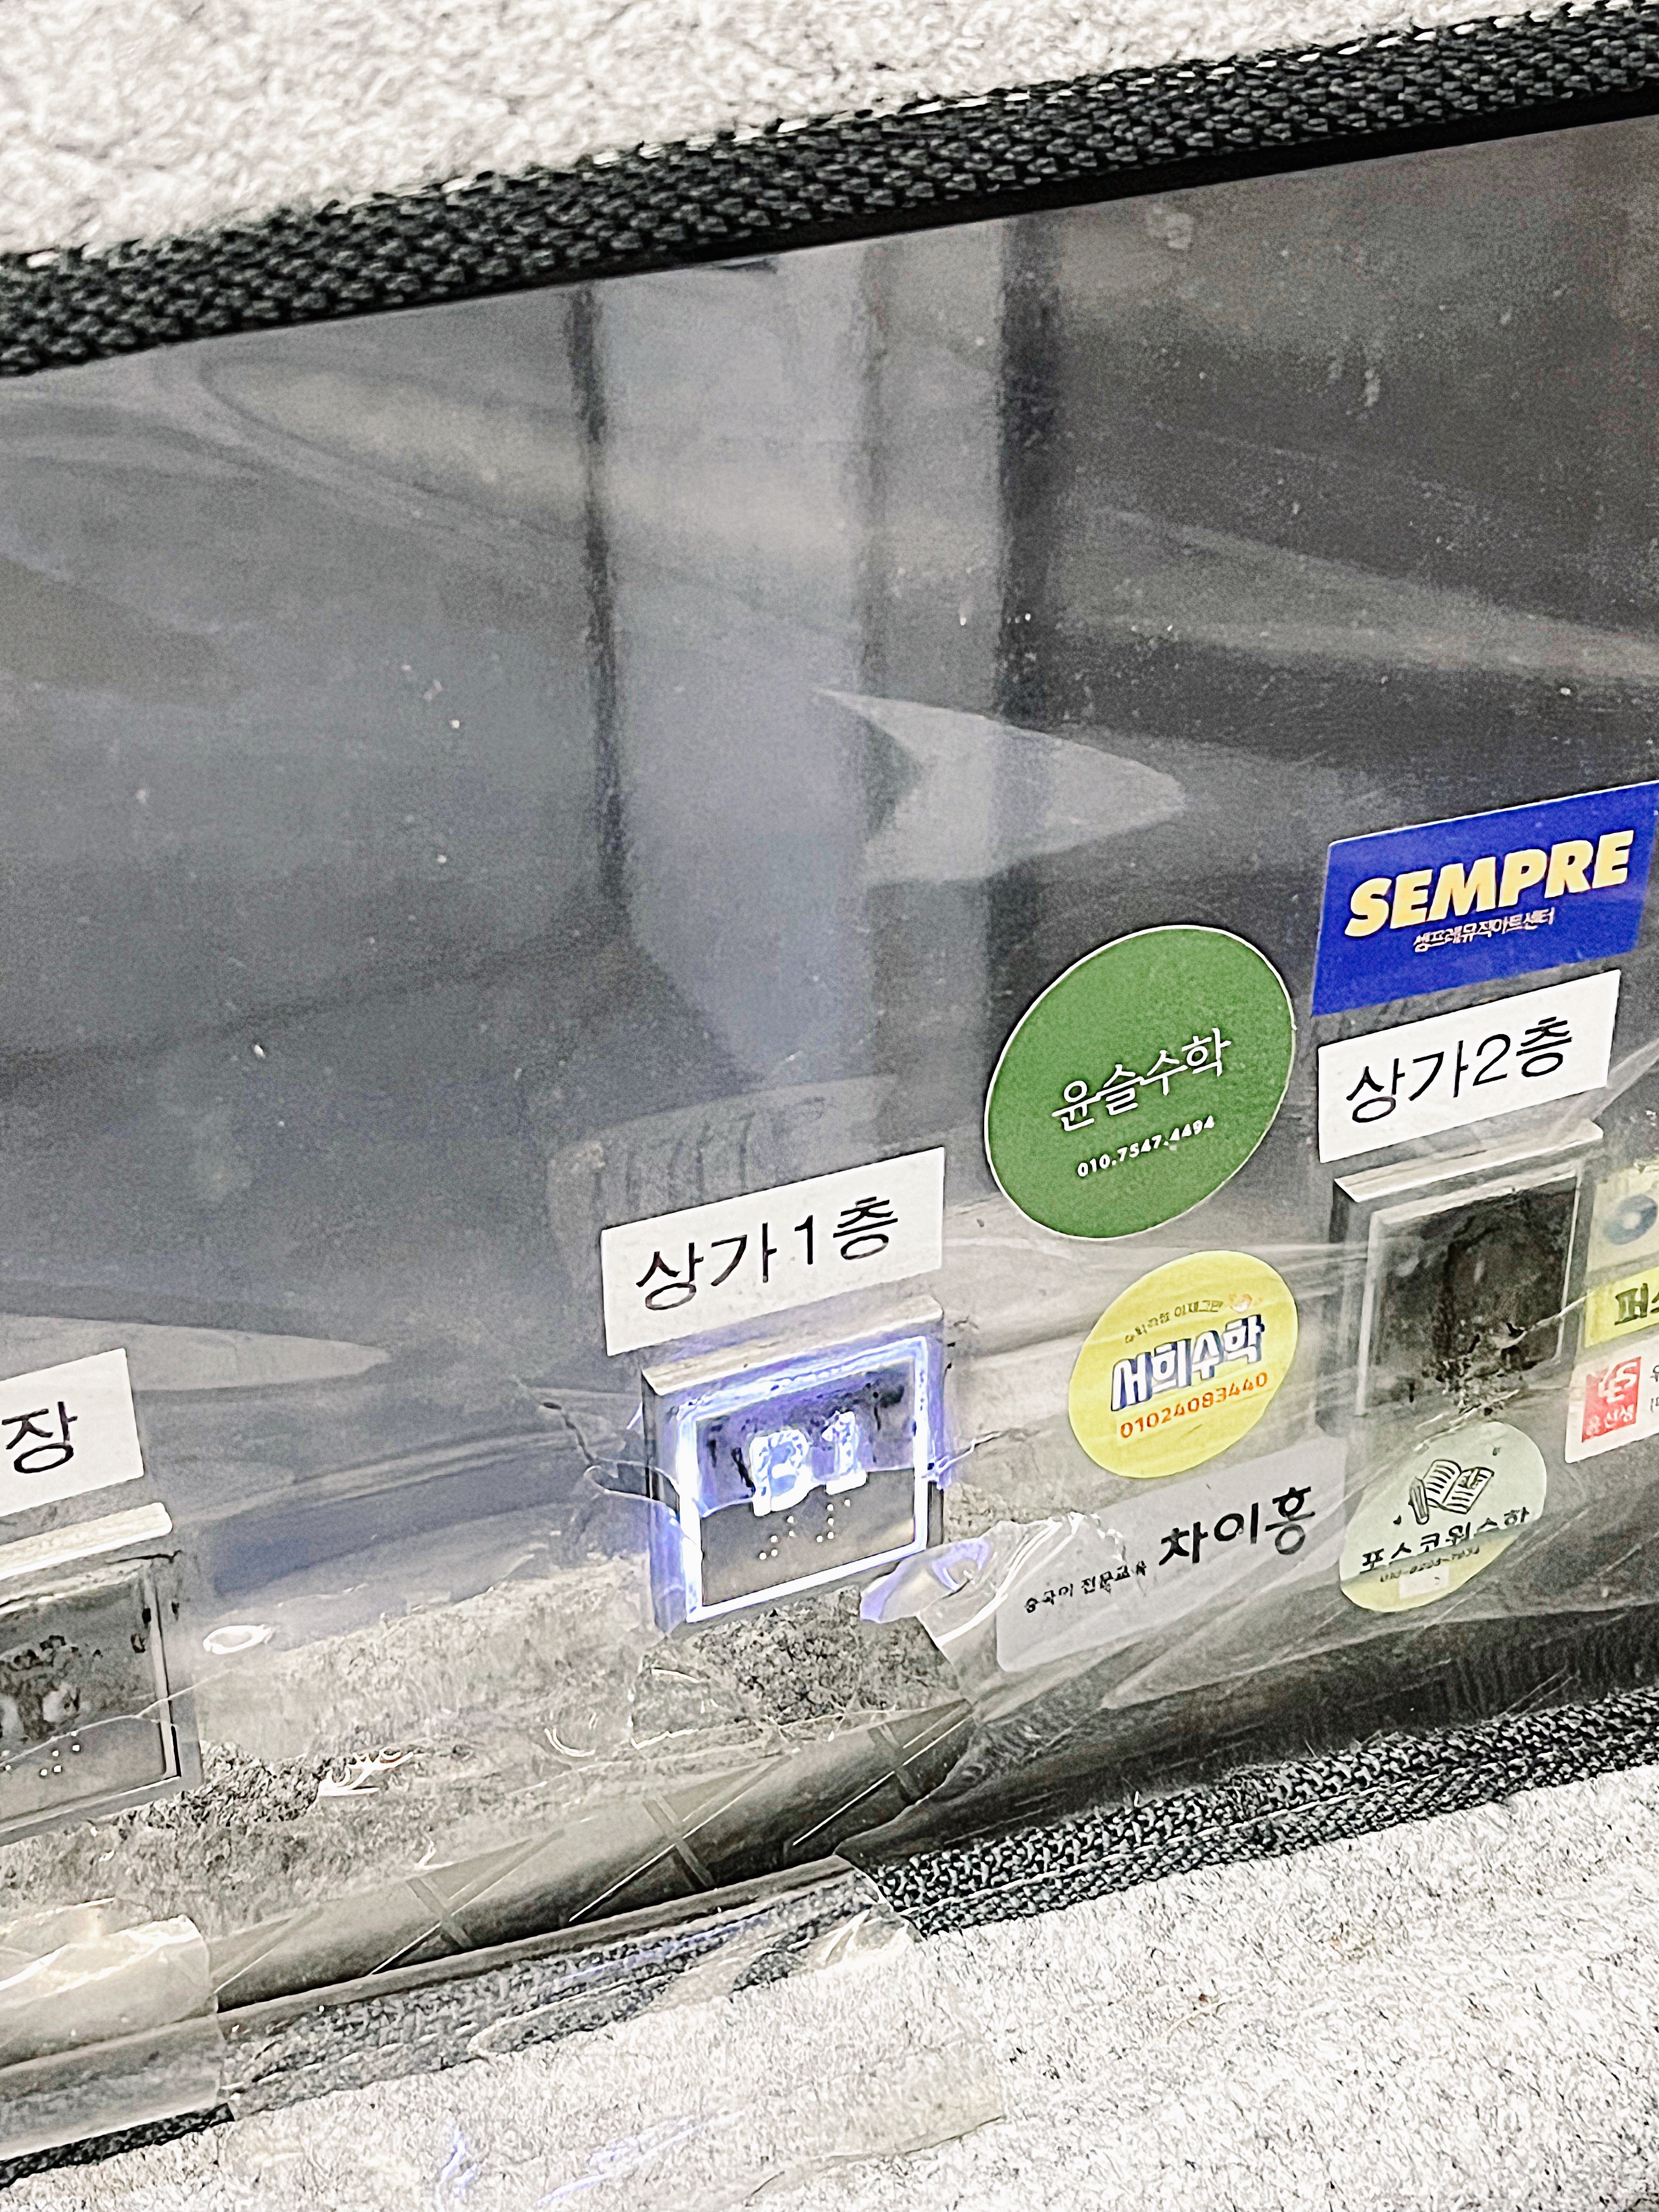 SEMPRE
셈프레뮤직아트센터
윤슬수학
010.7547.4494
상가2층
상가1층
장
서희수학
01024083440
B1
차이홍
포스코위수학